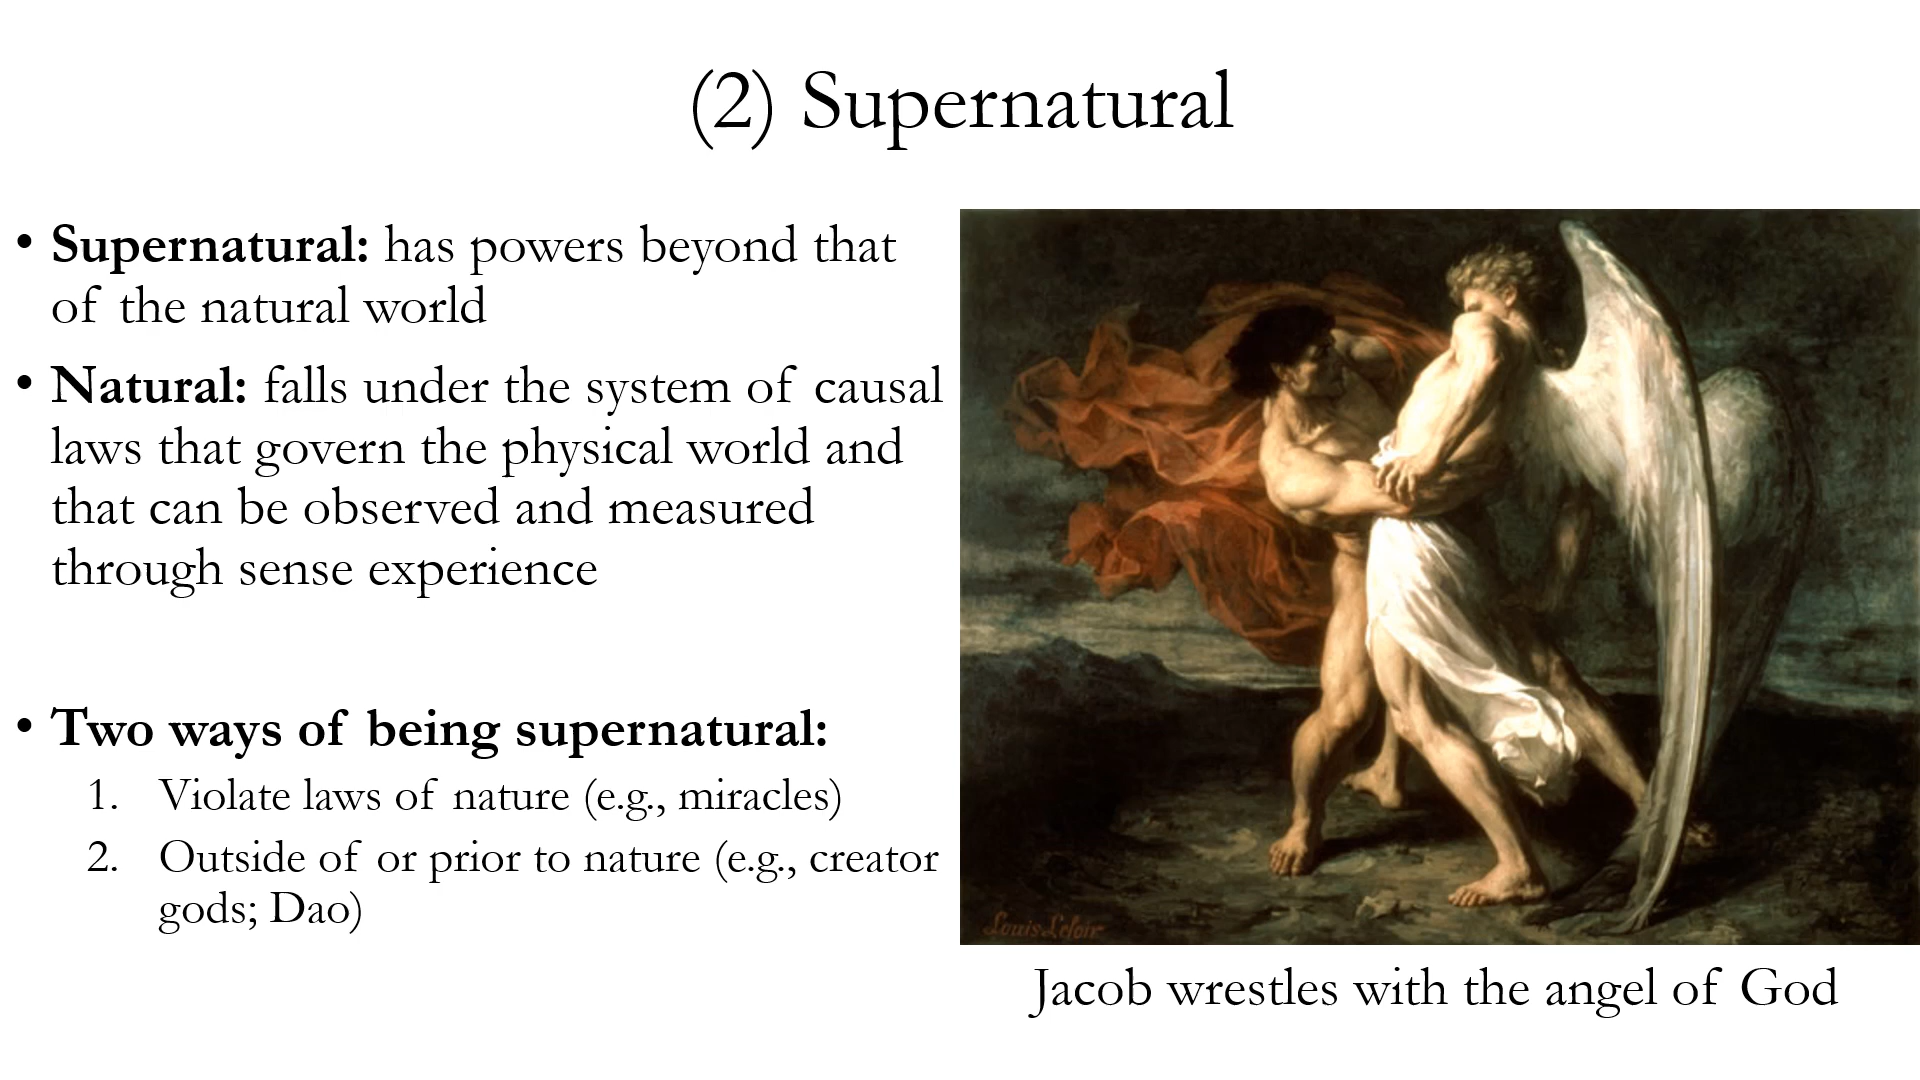 (2) Supernatural
• Supernatural: has powers beyond that
of the natural world
• Natural: falls under the system of causal
laws that govern the physical world and
that can be observed and measured
through sense experience
• Two ways of being supernatural:
1. Violate laws of nature (e.g., miracles)
2. Outside of or prior to nature (e.g., creator
gods; Dao)
Louis Leloir
Jacob wrestles with the angel of God